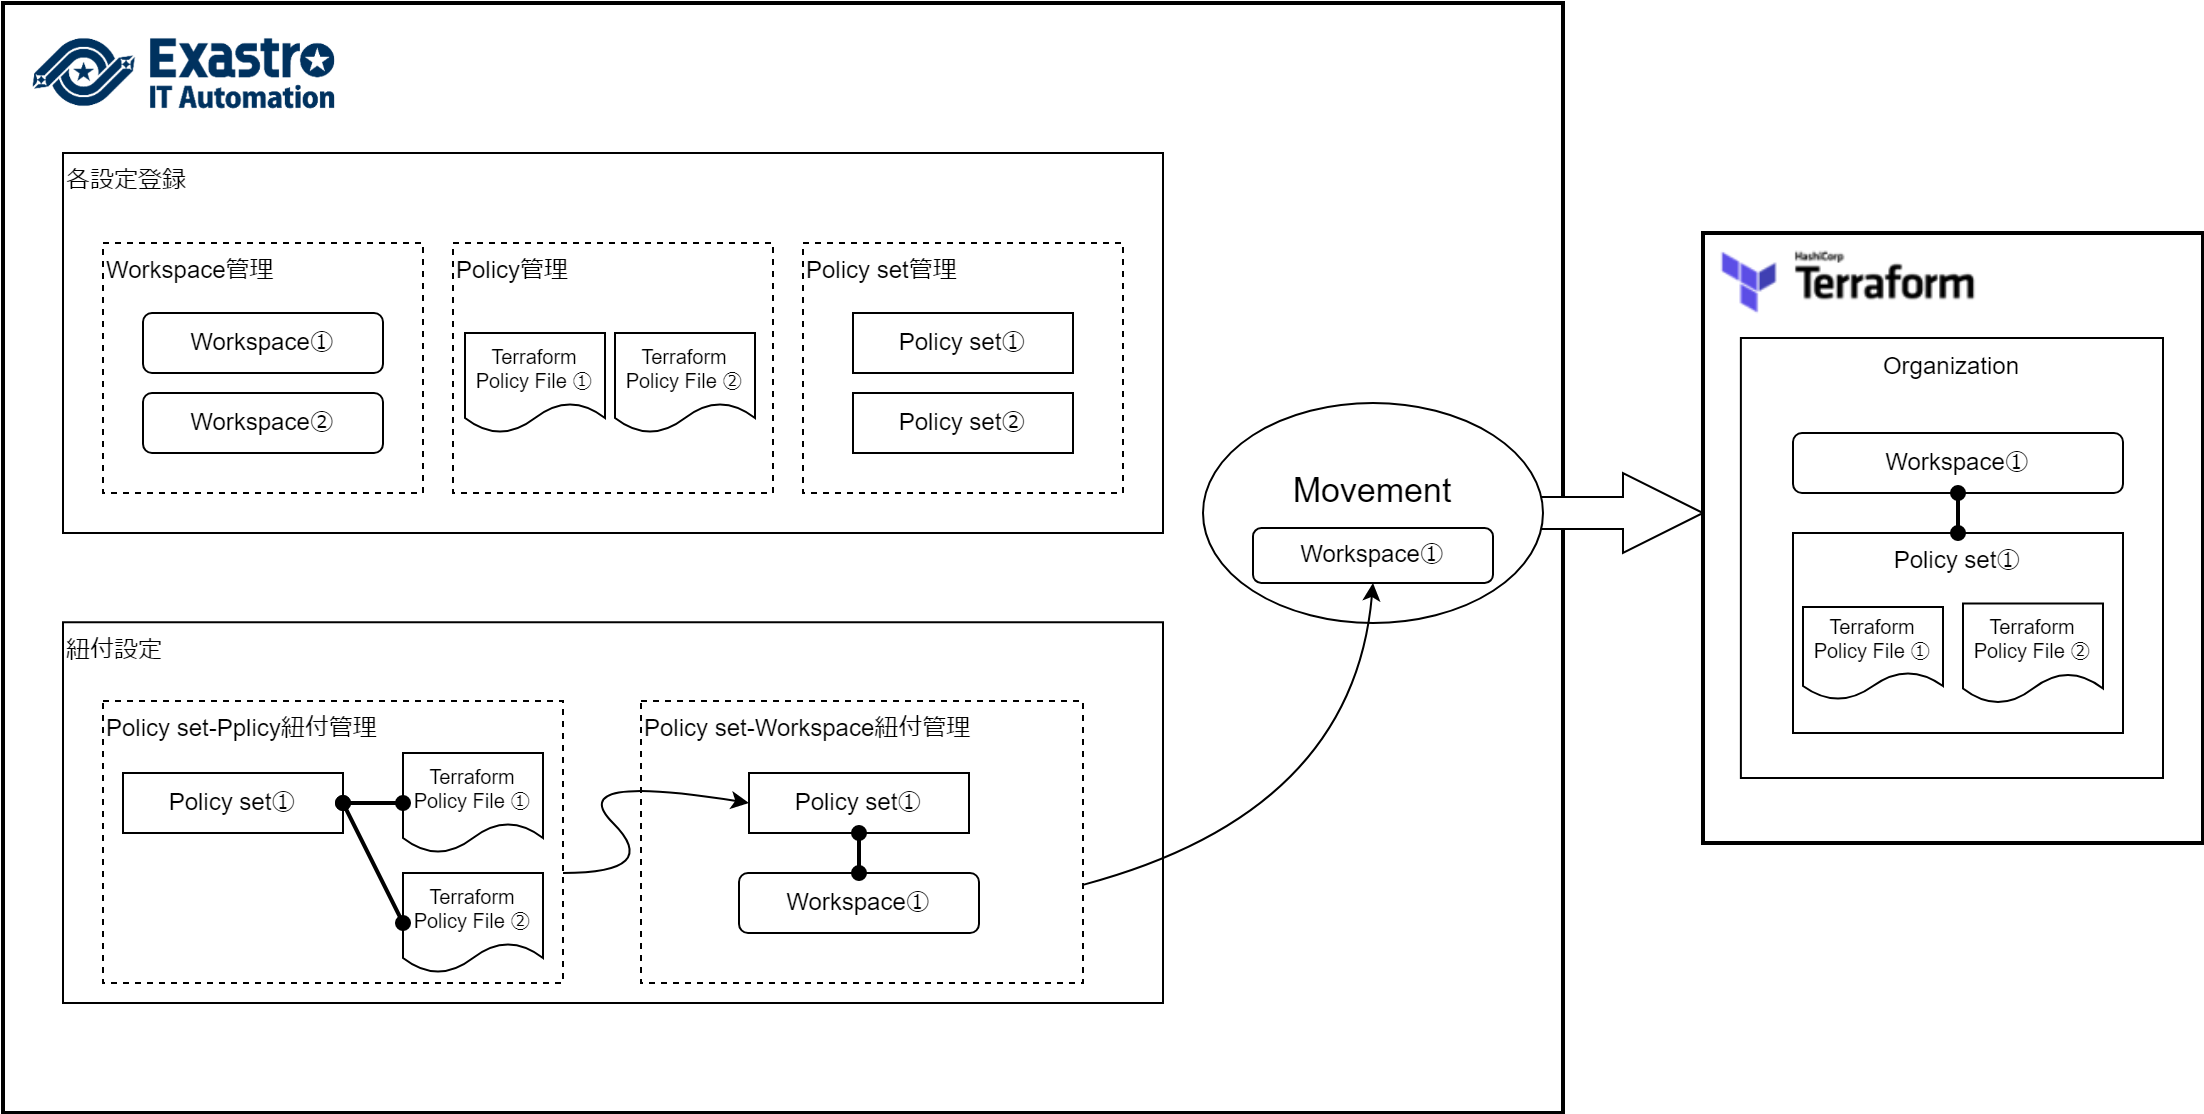 Exastro
IT Automation
各設定登録
Workspace管理
Workspace①
Workspace②
Policy管理
Terraform
Policy File ①
Terraform
Policy File ②
Policy set管理
Policy set①
Policy set②
紐付設定
Policy set-Pplicy紐付管理
Policy set①
Terraform
Policy File ①
Terraform
Policy File ②
Policy set-Workspace紐付管理
Policy set①
Workspace①
Movement
Workspace①
HashiCorp
Terraform
Organization
Workspace①
Policy set①
Terraform
Policy File ①
Terraform
Policy File ②